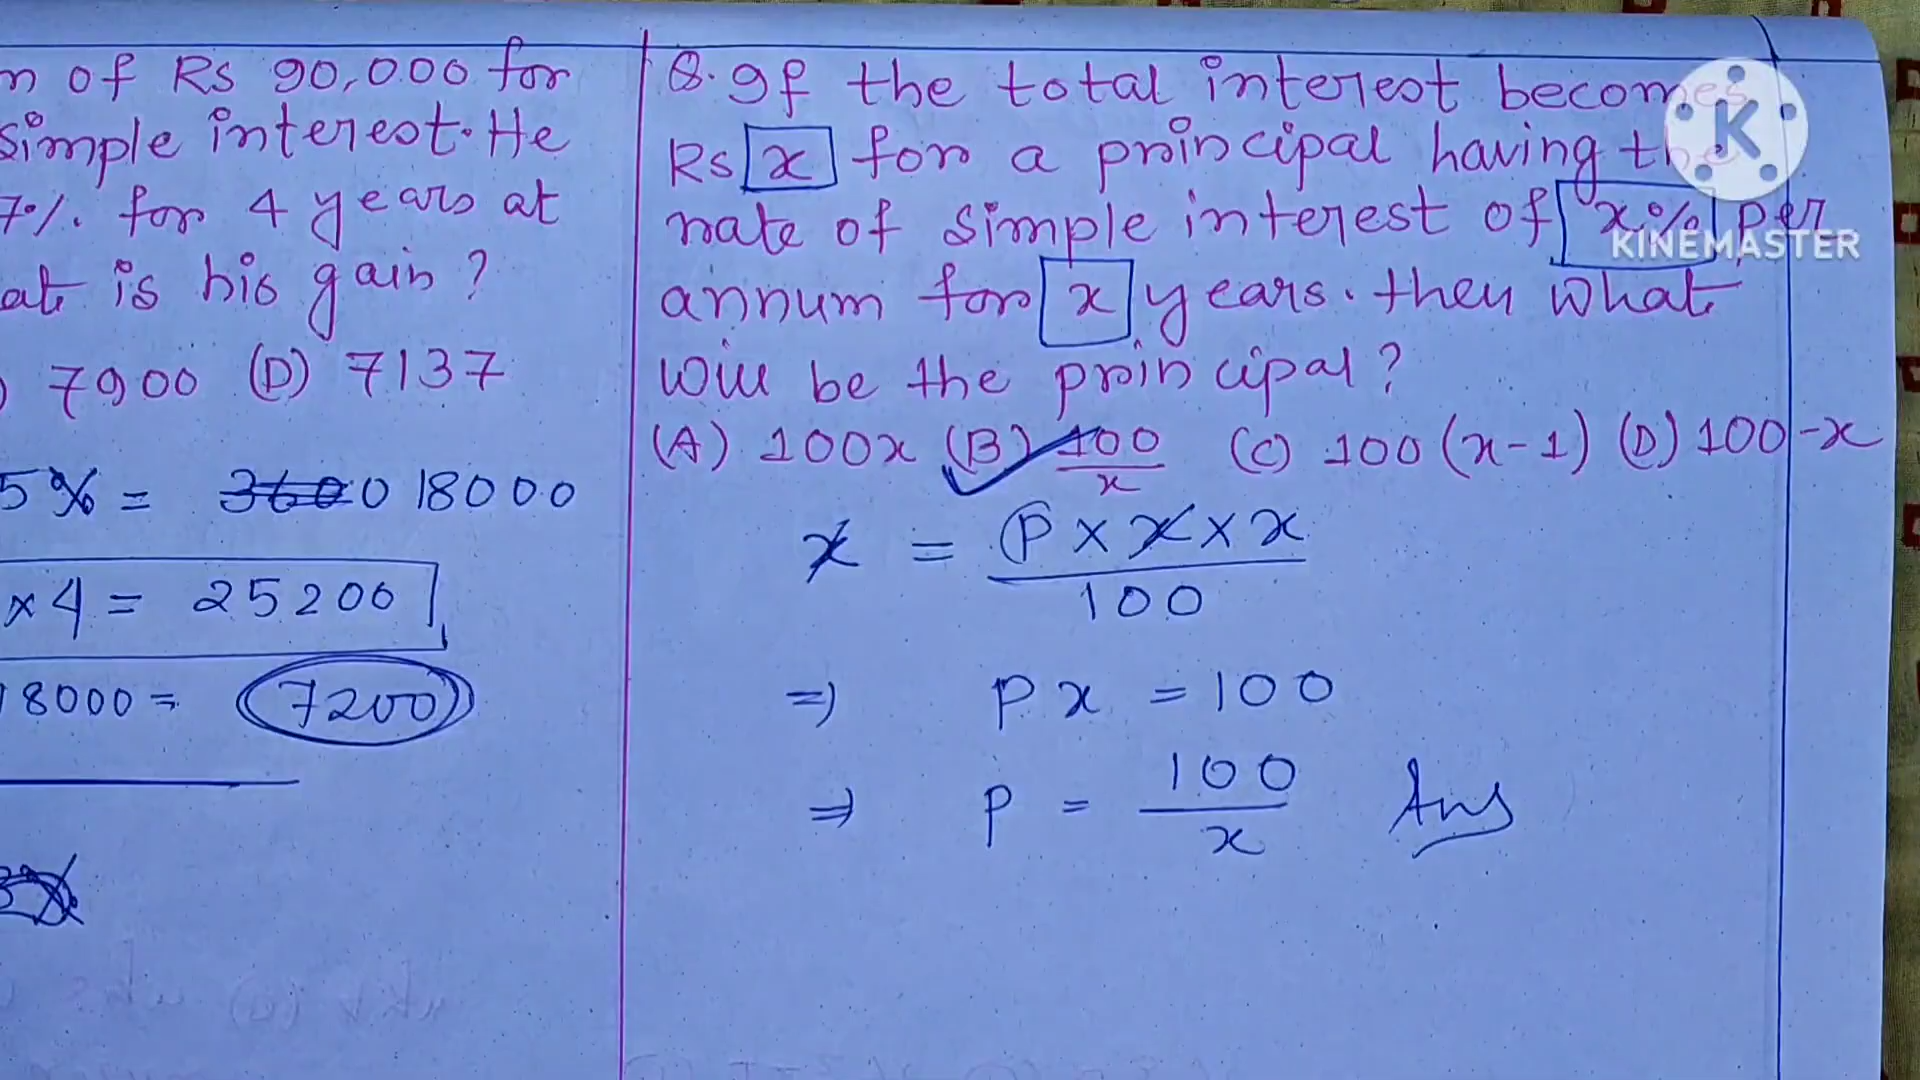 n of Rs 90,000 for
simple interest. He
7%. for 4 years at
at is his gain?
) 7900 (D) 7137
5% = 3600 18000
x 4 = 25200
18000 = 7200
Q. If the total interest becomes
Rs x for a principal having the
rate of simple interest of x% per
annum for x years. then what
will be the principal?
(A) 100x (B) 100/x (C) 100 (x-1) (D) 100-x
x = P × x × x / 100
⇒ Px = 100
⇒ P = 100/x Ans
K
KINEMASTER